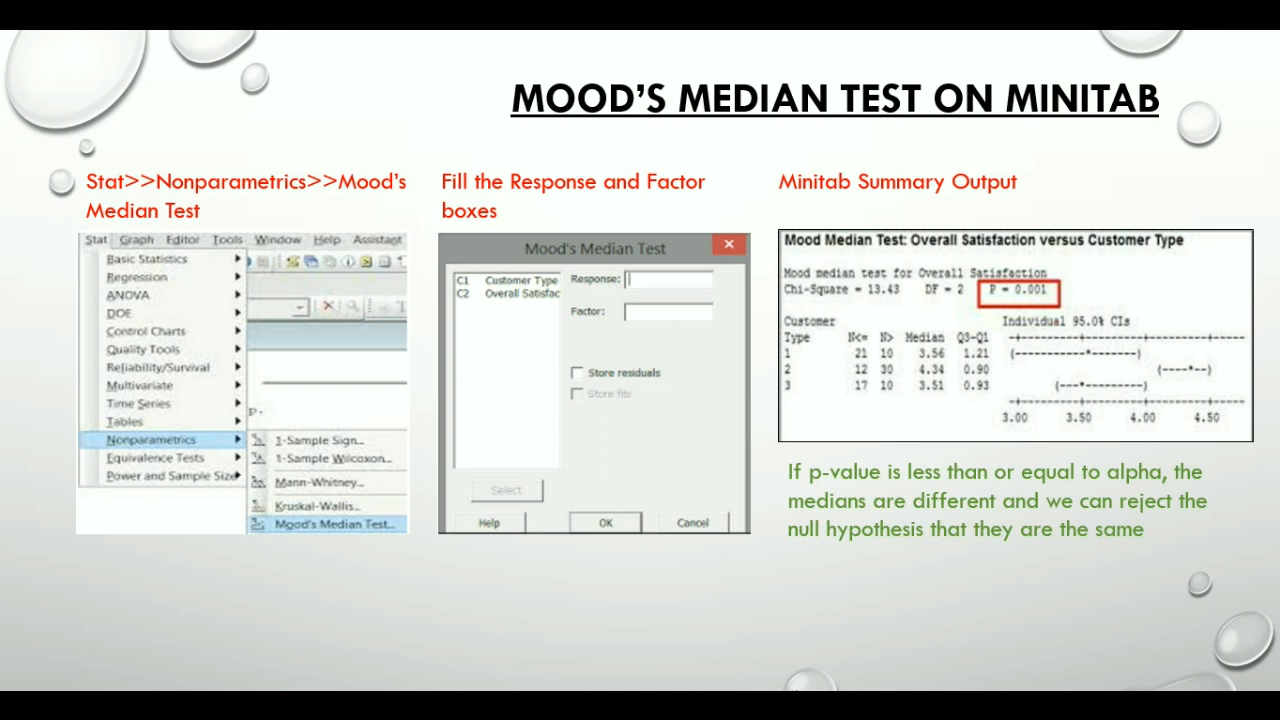 MOOD'S MEDIAN TEST ON MINITAB
Stat>>Nonparametrics>>Mood's
Median Test
Stat Graph Editor Tools Window Help Assistant
Basic Statistics
Regression
ANOVA
DOE
Control Charts
Quality Tools
Reliability/Survival
Multivariate
Time Series
Tables
Nonparametrics
Equivalence Tests
Power and Sample Size
1-Sample Sign...
1-Sample Wilcoxon...
Mann-Whitney...
Kruskal-Wallis...
Mood's Median Test...
Fill the Response and Factor
boxes
Mood's Median Test
C1 Customer Type
C2 Overall Satisfac
Response:
Factor:
Store residuals
Store fits
Select
Help OK Cancel
Minitab Summary Output
Mood Median Test: Overall Satisfaction versus Customer Type
Mood median test for Overall Satisfaction
Chi-Square = 13.43 DF = 2 P = 0.001
Customer Individual 95.0% CIs
Type N<= N> Median Q3-Q1 -+---------+---------+---------+-----
1 21 10 3.56 1.21 (-----------*-------)
2 12 30 4.34 0.90 (----*--)
3 17 10 3.51 0.93 (---*---------)
-+---------+---------+---------+-----
3.00 3.50 4.00 4.50
If p-value is less than or equal to alpha, the
medians are different and we can reject the
null hypothesis that they are the same